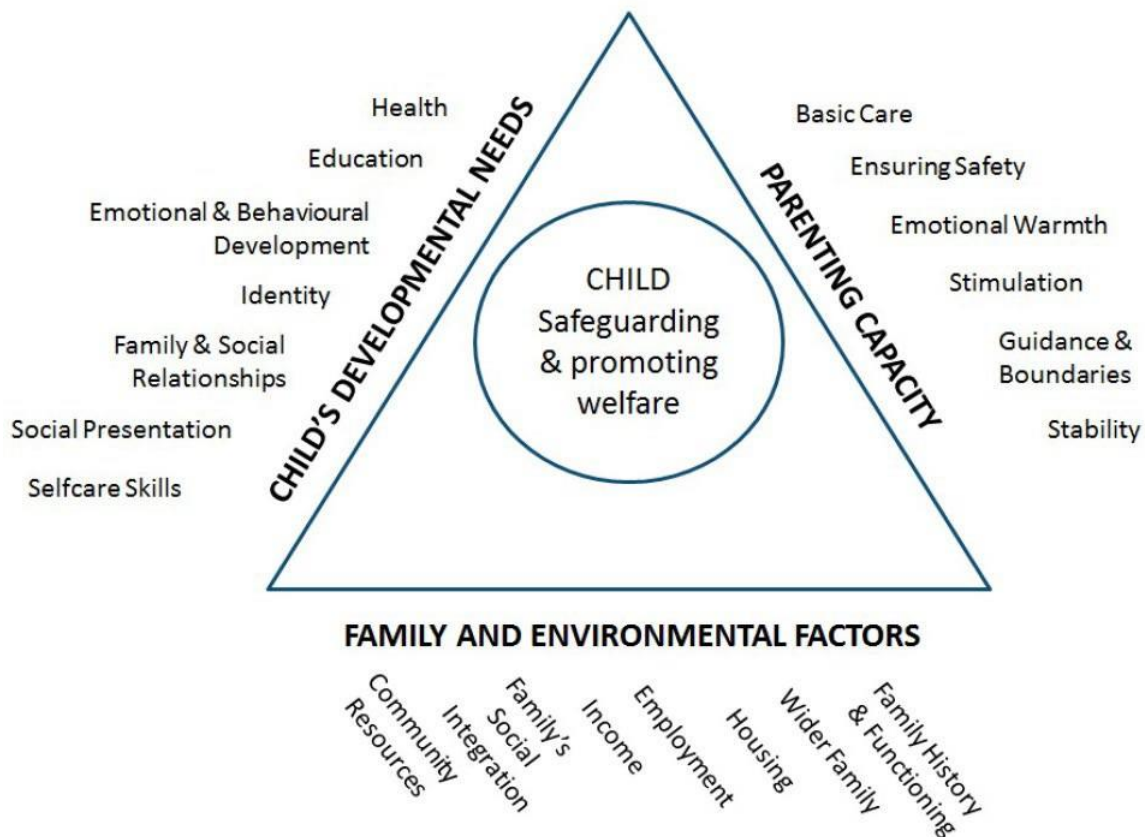 Health
Education
Emotional & Behavioural
Development
Identity
Family & Social
Relationships
Social Presentation
Selfcare Skills
CHILD'S DEVELOPMENTAL NEEDS
CHILD
Safeguarding
& promoting
welfare
PARENTING CAPACITY
Basic Care
Ensuring Safety
Emotional Warmth
Stimulation
Guidance &
Boundaries
Stability
FAMILY AND ENVIRONMENTAL FACTORS
Community
Resources
Family's
Social
Integration
Income
Employment
Housing
Wider Family
Family History
& Functioning